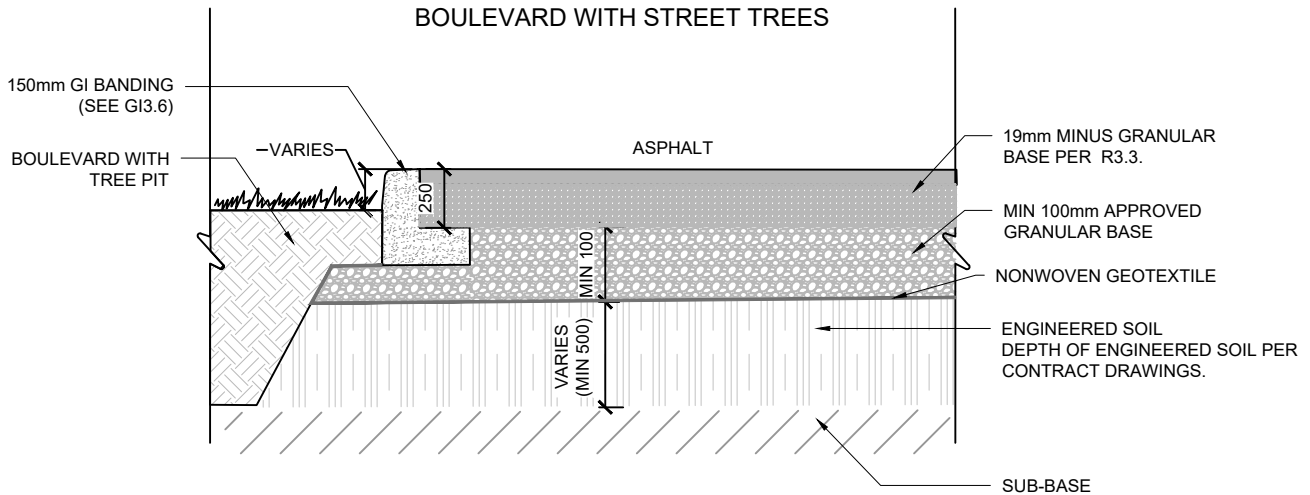 BOULEVARD WITH STREET TREES
150mm GI BANDING
(SEE GI3.6)
BOULEVARD WITH
TREE PIT
VARIES
250
ASPHALT
MIN 100
VARIES
(MIN 500)
19mm MINUS GRANULAR
BASE PER R3.3.
MIN 100mm APPROVED
GRANULAR BASE
NONWOVEN GEOTEXTILE
ENGINEERED SOIL
DEPTH OF ENGINEERED SOIL PER
CONTRACT DRAWINGS.
SUB-BASE